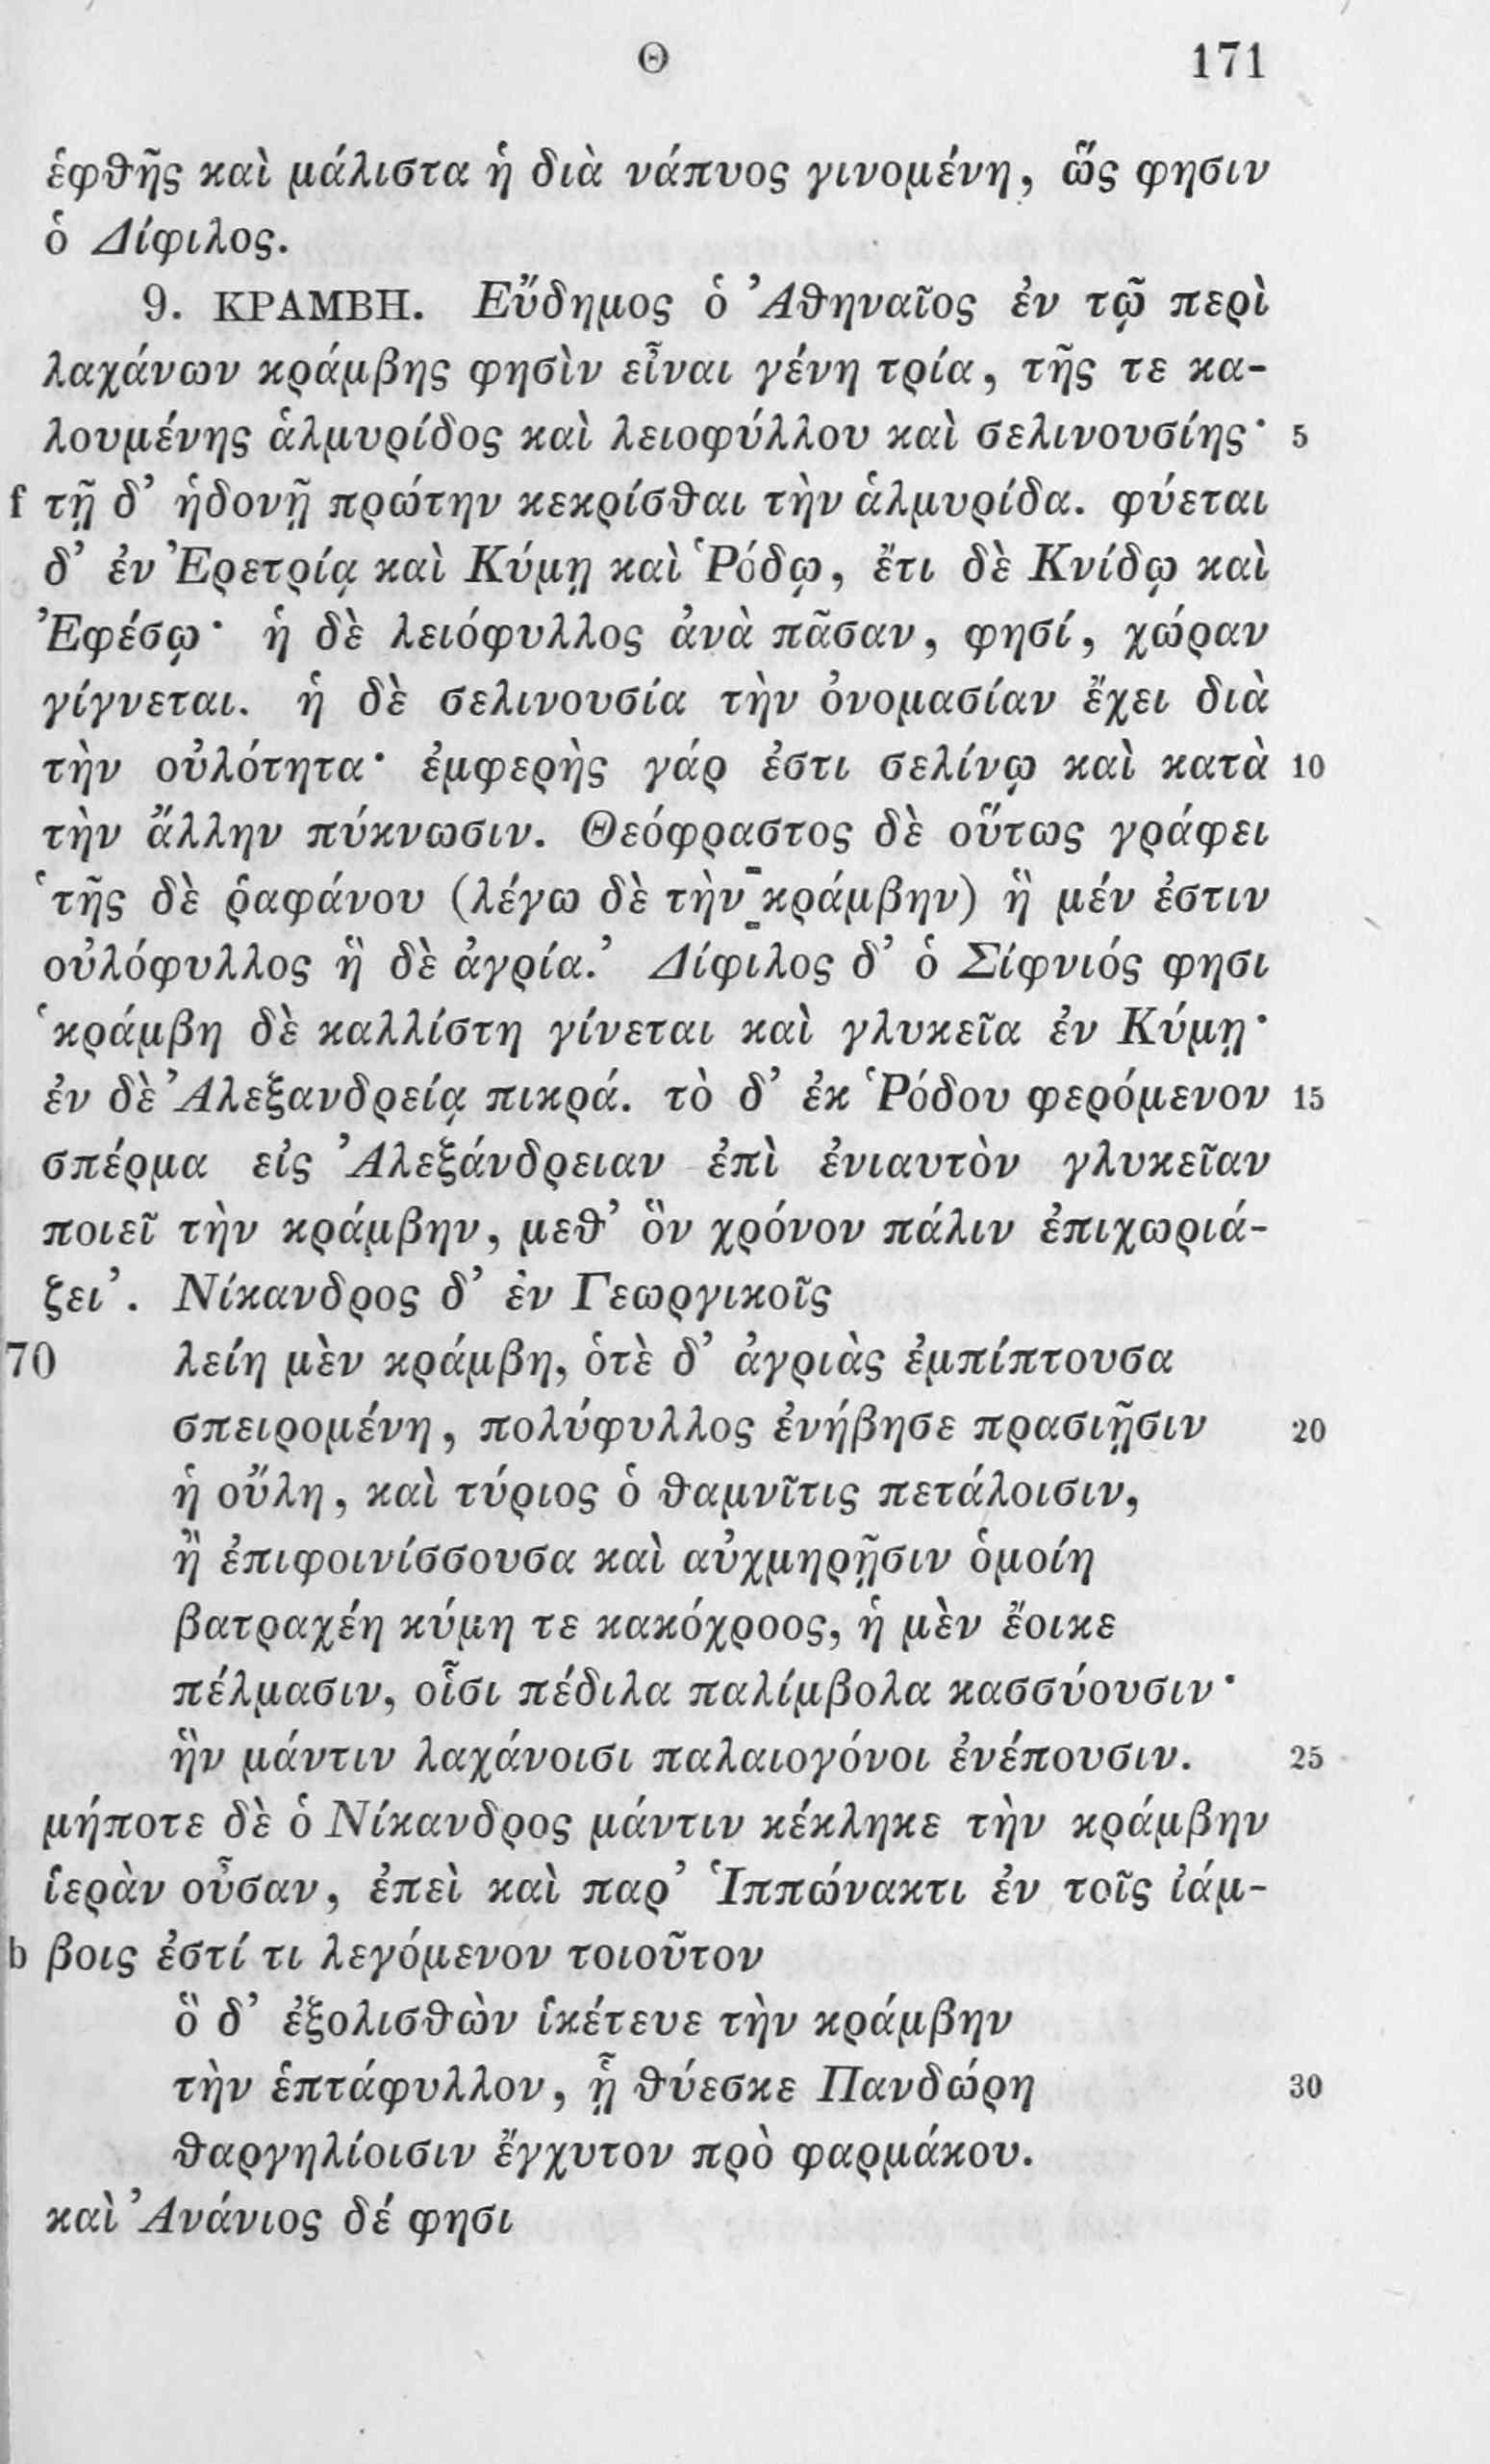 Θ 171
ἑφθῆς καὶ μάλιστα ἡ διὰ νάπυος γινομένη, ὥς φησιν
ὁ Δίφιλος.
9. ΚΡΑΜΒΗ. Εὔδημος ὁ Ἀθηναῖος ἐν τῷ περὶ
λαχάνων κράμβης φησὶν εἶναι γένη τρία, τῆς τε κα-
λουμένης ἁλμυρίδος καὶ λειοφύλλου καὶ σελινουσίης· 5
f τῇ δ’ ἡδονῇ πρώτην κεκρίσθαι τὴν ἁλμυρίδα. φύεται
δ’ ἐν Ἐρετρίᾳ καὶ Κύμῃ καὶ Ῥόδῳ, ἔτι δὲ Κνίδῳ καὶ
Ἐφέσῳ· ἡ δὲ λειόφυλλος ἀνὰ πᾶσαν, φησί, χώραν
γίγνεται. ἡ δὲ σελινουσία τὴν ὀνομασίαν ἔχει διὰ
τὴν οὐλότητα· ἐμφερὴς γάρ ἐστι σελίνῳ καὶ κατὰ 10
τὴν ἄλλην πύκνωσιν. Θεόφραστος δὲ οὕτως γράφει
‘τῆς δὲ ῥαφάνου (λέγω δὲ τὴν κράμβην) ἣ μέν ἐστιν
οὐλόφυλλος ἣ δὲ ἀγρία.’ Δίφιλος δ’ ὁ Σίφνιός φησι
‘κράμβη δὲ καλλίστη γίνεται καὶ γλυκεῖα ἐν Κύμῃ·
ἐν δὲ Ἀλεξανδρείᾳ πικρά. τὸ δ’ ἐκ Ῥόδου φερόμενον 15
σπέρμα εἰς Ἀλεξάνδρειαν ἐπὶ ἐνιαυτὸν γλυκεῖαν
ποιεῖ τὴν κράμβην, μεθ’ ὃν χρόνον πάλιν ἐπιχωριά-
ζει’. Νίκανδρος δ’ ἐν Γεωργικοῖς
70 λείη μὲν κράμβη, ὁτὲ δ’ ἀγριὰς ἐμπίπτουσα
σπειρομένη, πολύφυλλος ἐνήβησε πρασιῇσιν 20
ἡ οὔλη, καὶ τύριος ὁ θαμνῖτις πετάλοισιν,
ἢ ἐπιφοινίσσουσα καὶ αὐχμηρῇσιν ὁμοίη
βατραχέη κύμη τε κακόχροος, ἡ μὲν ἔοικε
πέλμασιν, οἷσι πέδιλα παλίμβολα κασσύουσιν·
ἣν μάντιν λαχάνοισι παλαιογόνοι ἐνέπουσιν. 25
μήποτε δὲ ὁ Νίκανδρος μάντιν κέκληκε τὴν κράμβην
ἱερὰν οὖσαν, ἐπεὶ καὶ παρ’ Ἱππώνακτι ἐν τοῖς ἰάμ-
b βοις ἐστί τι λεγόμενον τοιοῦτον
ὃ δ’ ἐξολισθὼν ἱκέτευε τὴν κράμβην
τὴν ἑπτάφυλλον, ᾗ θύεσκε Πανδώρη 30
θαργηλίοισιν ἔγχυτον πρὸ φαρμάκου.
καὶ Ἀνάνιος δέ φησι